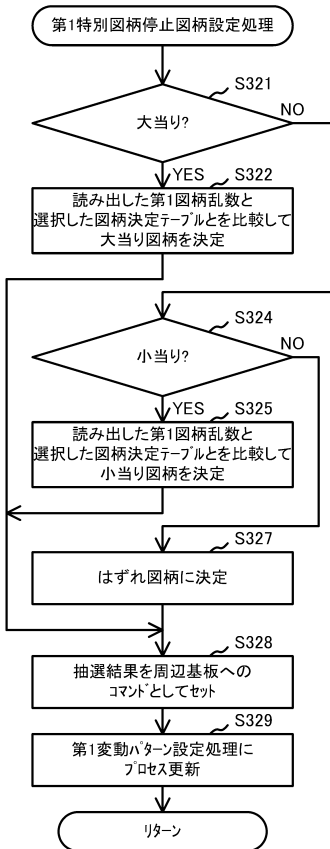 第1特別図柄停止図柄設定処理
S321
大当り?
NO
YES
S322
読み出した第1図柄乱数と
選択した図柄決定テーブルとを比較して
大当り図柄を決定
S324
小当り?
NO
YES
S325
読み出した第1図柄乱数と
選択した図柄決定テーブルとを比較して
小当り図柄を決定
S327
はずれ図柄に決定
S328
抽選結果を周辺基板への
コマンドとしてセット
S329
第1変動パターン設定処理に
プロセス更新
リターン